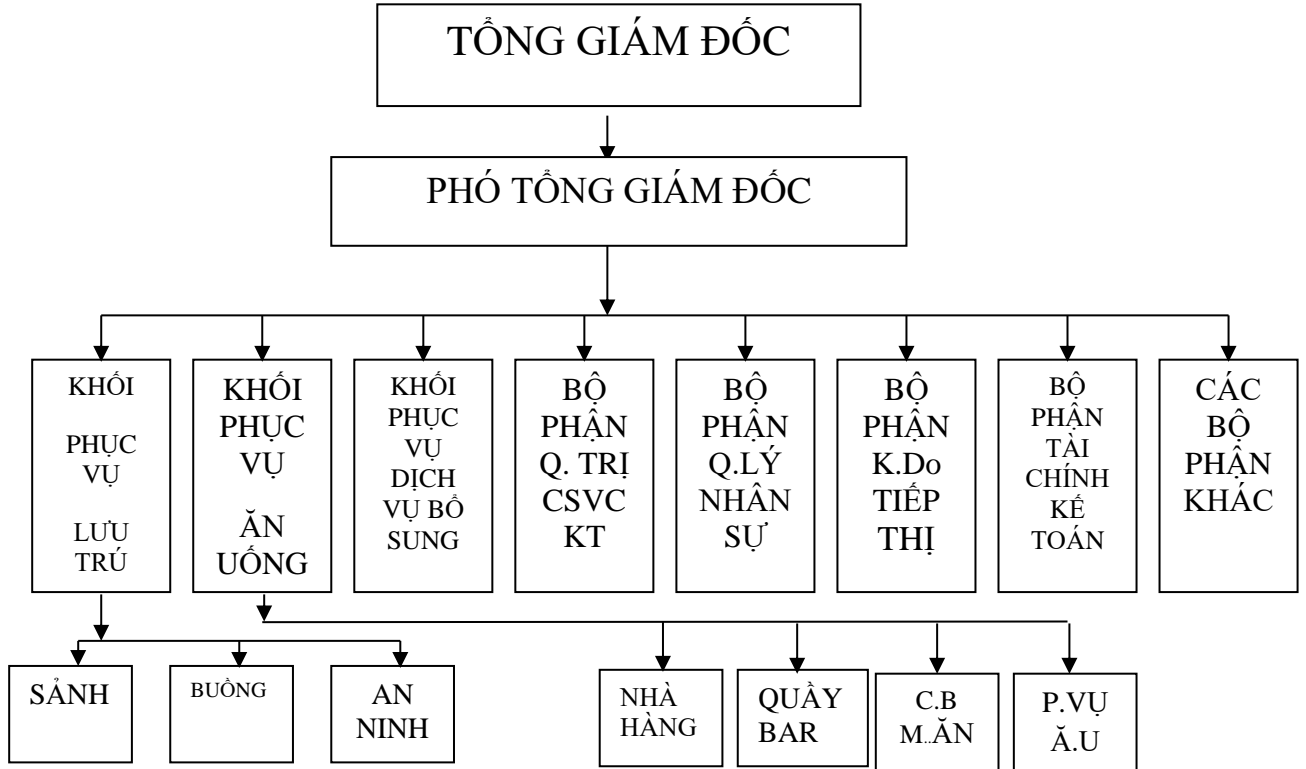 TỔNG GIÁM ĐỐC
PHÓ TỔNG GIÁM ĐỐC
KHỐI
PHỤC
VỤ
LƯU
TRÚ
KHỐI
PHỤC
VỤ
ĂN
UỐNG
KHỐI
PHỤC
VỤ
DỊCH
VỤ BỔ
SUNG
BỘ
PHẬN
Q. TRỊ
CSVC
KT
BỘ
PHẬN
Q.LÝ
NHÂN
SỰ
BỘ
PHẬN
K.Do
TIẾP
THỊ
BỘ
PHẬN
TÀI
CHÍNH
KẾ
TOÁN
CÁC
BỘ
PHẬN
KHÁC
SẢNH
BUỒNG
AN
NINH
NHÀ
HÀNG
QUẦY
BAR
C.B
M..ĂN
P.VỤ
Ă.U